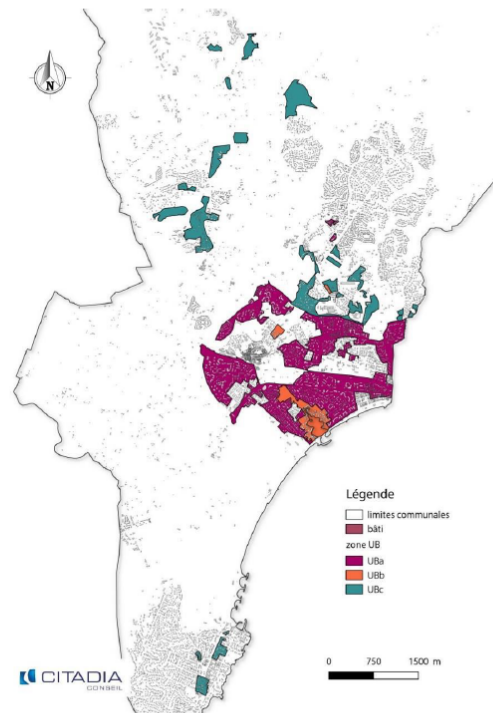 N
Légende
limites communales
bâti
zone UB
UBa
UBb
UBc
CITADIA
CONSEIL
0 750 1500 m